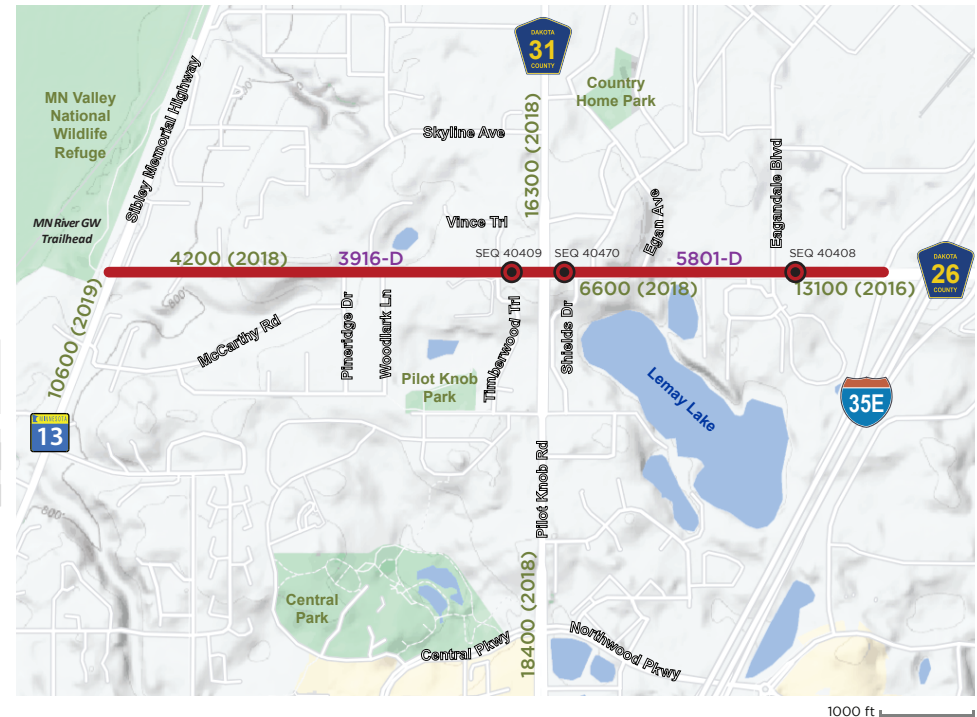 DAKOTA
31
COUNTY
MN Valley
National
Wildlife
Refuge
Sibley Memorial Highway
Country
Home Park
16300 (2018)
Skyline Ave
Eagandale Blvd
Egan Ave
Vince Trl
MN River GW
Trailhead
4200 (2018)
3916-D
SEQ 40409
SEQ 40470
5801-D
SEQ 40408
DAKOTA
26
COUNTY
6600 (2018)
13100 (2016)
10600 (2019)
600'
McCarthy Rd
Pineridge Dr
Woodlark Ln
Timberwood Trl
Shields Dr
Pilot Knob
Park
Lemay Lake
35E
MINNESOTA
13
Pilot Knob Rd
600'
Central
Park
18400 (2018)
Central Pkwy
Northwood Pkwy
1000 ft